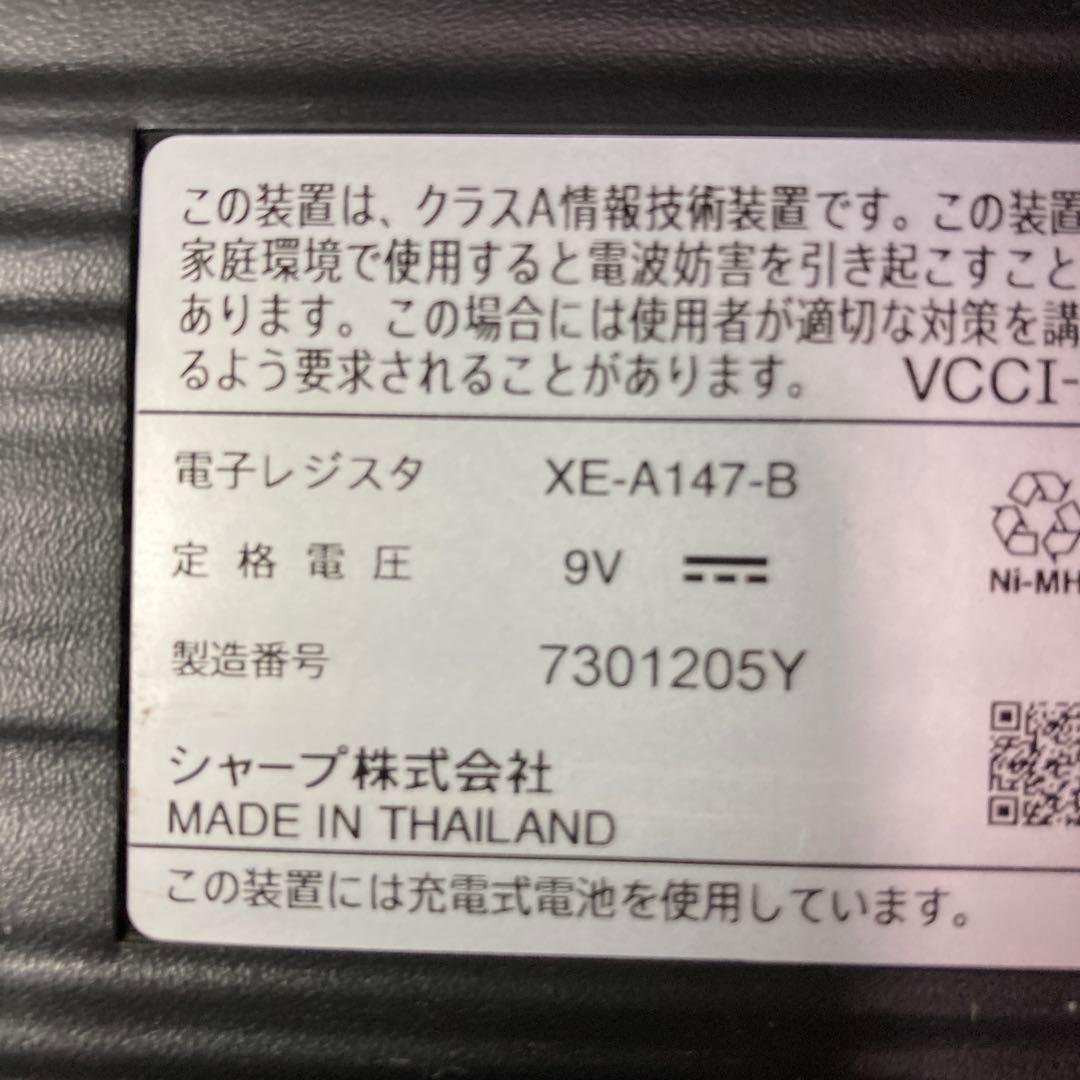 この装置は、クラスA情報技術装置です。この装置
家庭環境で使用すると電波妨害を引き起こすこと
あります。この場合には使用者が適切な対策を講
るよう要求されることがあります。 VCCI-
電子レジスタ XE-A147-B
定格電圧 9V
Ni-MH
製造番号 7301205Y
シャープ株式会社
MADE IN THAILAND
この装置には充電式電池を使用しています。